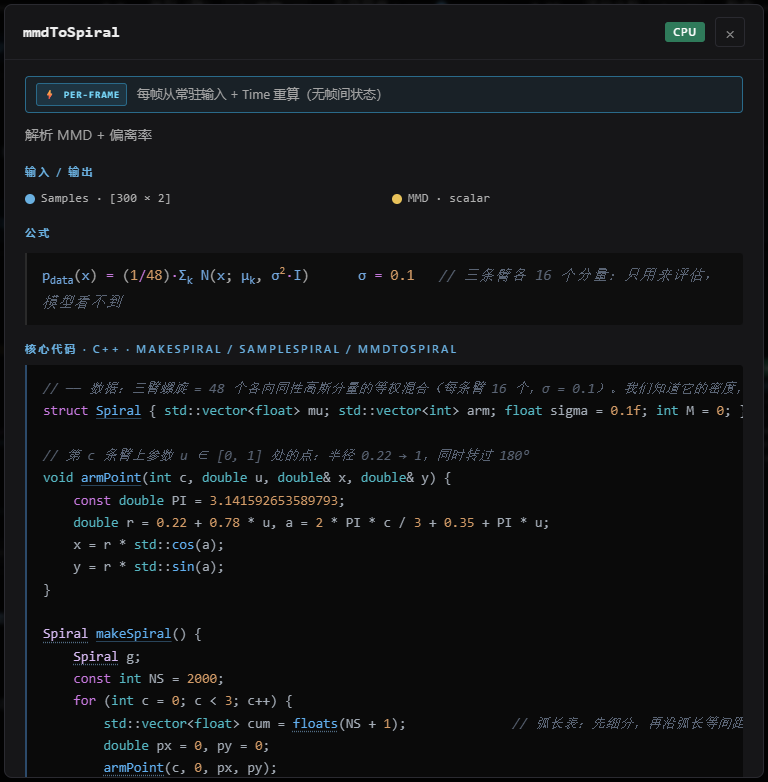 mmdToSpiral
CPU ×
⚡ PER-FRAME 每帧从常驻输入 + Time 重算（无帧间状态）
解析 MMD + 偏离率
输入 / 输出
Samples · [300 × 2]
MMD · scalar
公式
p_data(x) = (1/48)·Σ_k N(x; μ_k, σ²·I)      σ = 0.1   // 三条臂各 16 个分量; 只用来评估,
模型看不到
核心代码 · C++ · MAKESPIRAL / SAMPLESPIRAL / MMDTOSPIRAL
// —— 数据: 三臂螺旋 = 48 个各向同性高斯分量的等权混合（每条臂 16 个, σ = 0.1）。我们知道它的密度,
struct Spiral { std::vector<float> mu; std::vector<int> arm; float sigma = 0.1f; int M = 0; }
// 第 c 条臂上参数 u ∈ [0, 1] 处的点: 半径 0.22 → 1, 同时转过 180°
void armPoint(int c, double u, double& x, double& y) {
    const double PI = 3.141592653589793;
    double r = 0.22 + 0.78 * u, a = 2 * PI * c / 3 + 0.35 + PI * u;
    x = r * std::cos(a);
    y = r * std::sin(a);
}
Spiral makeSpiral() {
    Spiral g;
    const int NS = 2000;
    for (int c = 0; c < 3; c++) {
        std::vector<float> cum = floats(NS + 1);              // 弧长表: 先细分, 再沿弧长等间距
        double px = 0, py = 0;
        armPoint(c, 0, px, py);